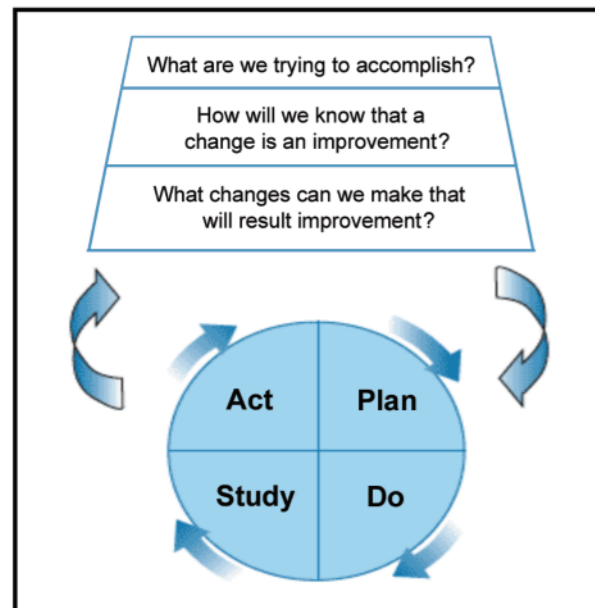 What are we trying to accomplish?
How will we know that a
change is an improvement?
What changes can we make that
will result improvement?
Act
Plan
Study
Do